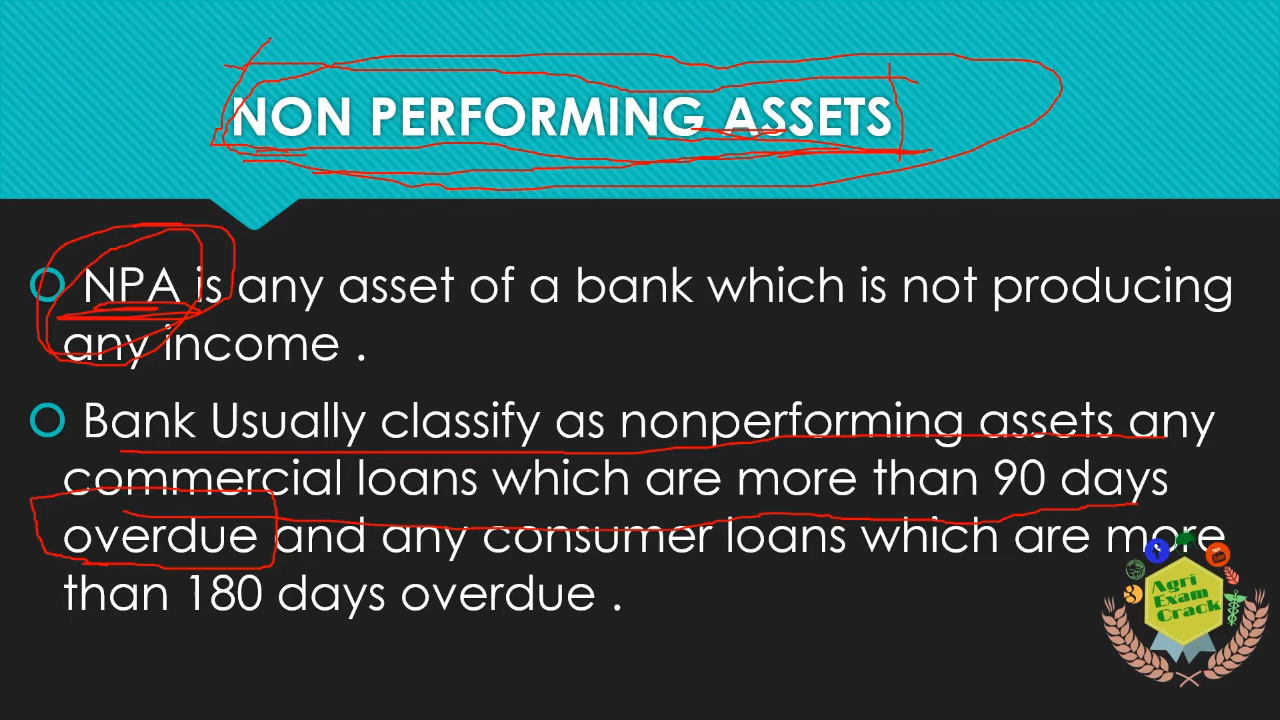 NON PERFORMING ASSETS
NPA is any asset of a bank which is not producing
any income .
Bank Usually classify as nonperforming assets any
commercial loans which are more than 90 days
overdue and any consumer loans which are more
than 180 days overdue .
Agri
Exam
Crack